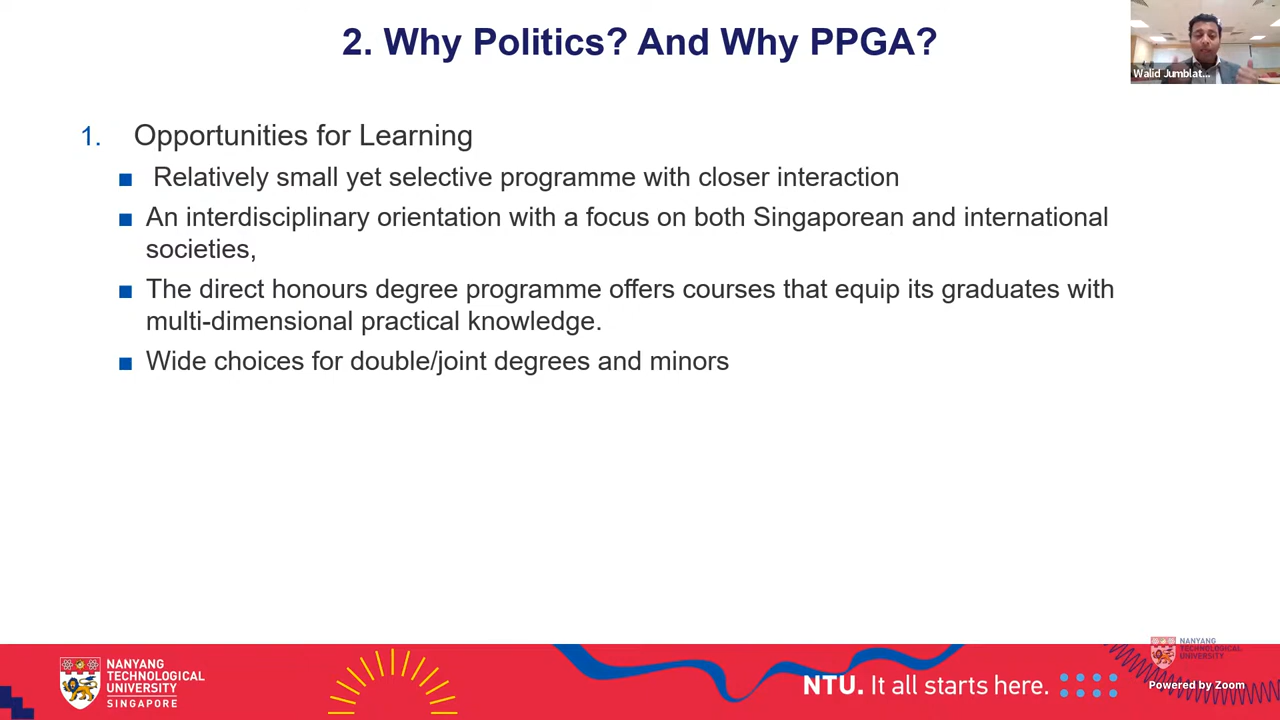 2. Why Politics? And Why PPGA?
Walid Jumblat...
1. Opportunities for Learning
■ Relatively small yet selective programme with closer interaction
■ An interdisciplinary orientation with a focus on both Singaporean and international
societies,
■ The direct honours degree programme offers courses that equip its graduates with
multi-dimensional practical knowledge.
■ Wide choices for double/joint degrees and minors
NANYANG
TECHNOLOGICAL
UNIVERSITY
SINGAPORE
NTU. It all starts here.
NANYANG
TECHNOLOGICAL
UNIVERSITY
Powered by Zoom